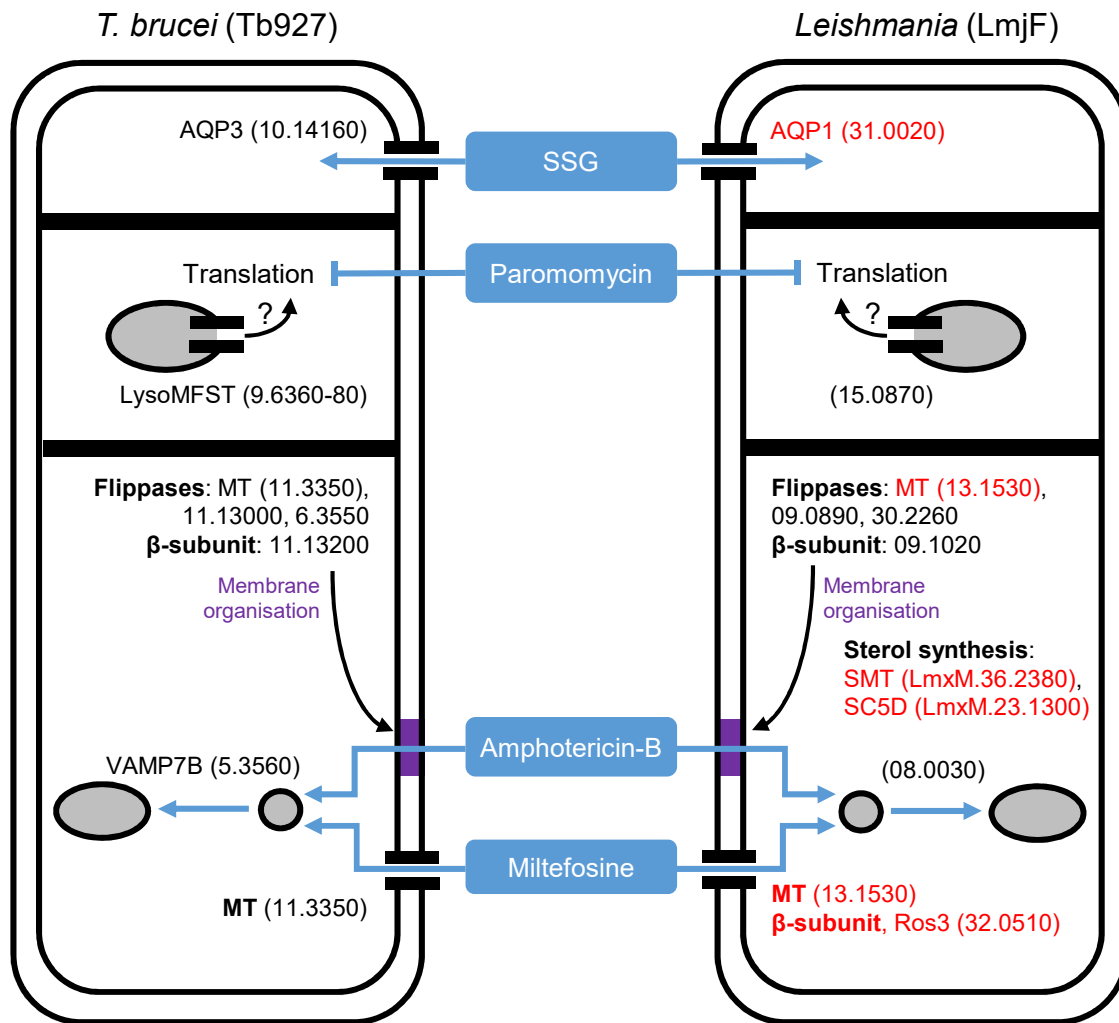 T. brucei (Tb927)
Leishmania (LmjF)
AQP3 (10.14160)
SSG
AQP1 (31.0020)
Translation
Paromomycin
Translation
?
?
LysoMFST (9.6360-80)
(15.0870)
Flippases: MT (11.3350),
11.13000, 6.3550
β-subunit: 11.13200
Membrane
organisation
Flippases: MT (13.1530),
09.0890, 30.2260
β-subunit: 09.1020
Membrane
organisation
Sterol synthesis:
SMT (LmxM.36.2380),
SC5D (LmxM.23.1300)
Amphotericin-B
VAMP7B (5.3560)
(08.0030)
Miltefosine
MT (11.3350)
MT (13.1530)
β-subunit, Ros3 (32.0510)